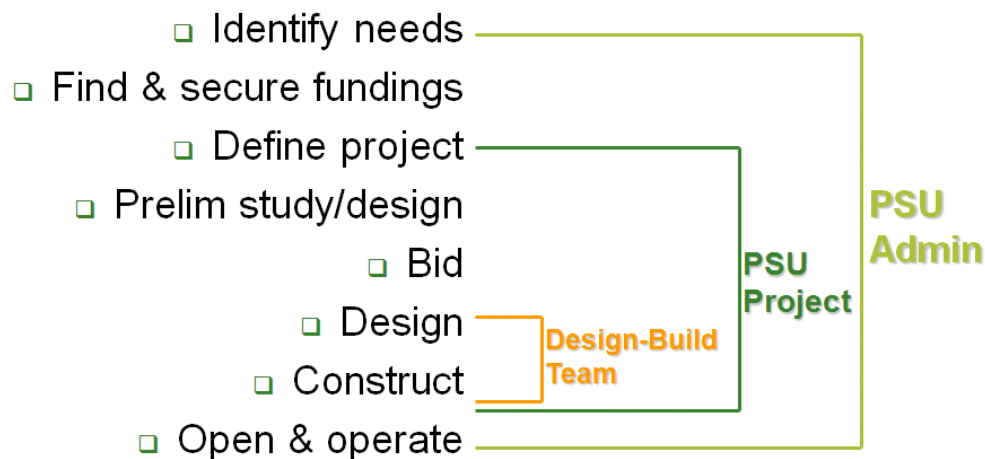 Identify needs
Find & secure fundings
Define project
Prelim study/design
Bid
Design
Construct
Open & operate
Design-Build
Team
PSU
Project
PSU
Admin